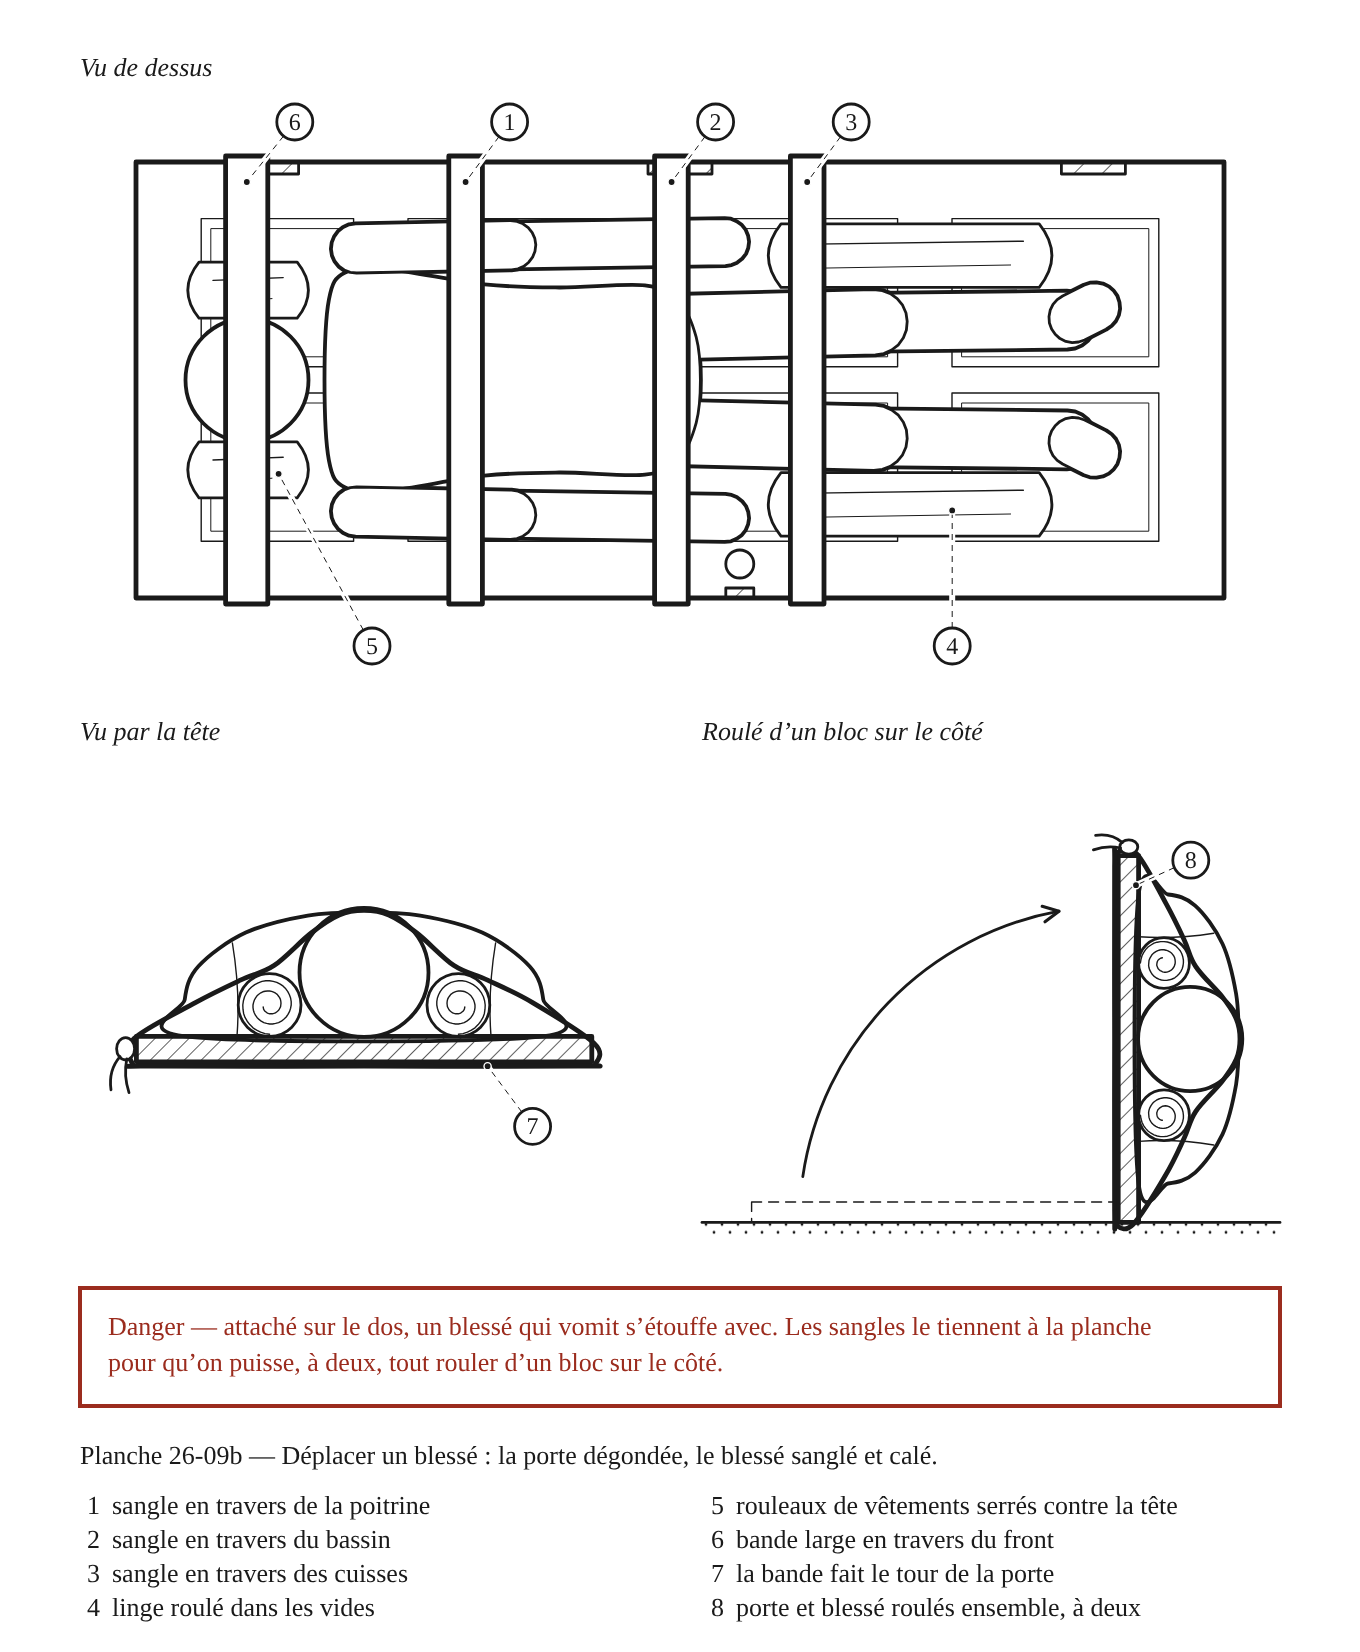 Vu de dessus
6 1 2 3
5 4
Vu par la tête
Roulé d’un bloc sur le côté
8
7
Danger — attaché sur le dos, un blessé qui vomit s’étouffe avec. Les sangles le tiennent à la planche
pour qu’on puisse, à deux, tout rouler d’un bloc sur le côté.
Planche 26-09b — Déplacer un blessé : la porte dégondée, le blessé sanglé et calé.
1 sangle en travers de la poitrine
2 sangle en travers du bassin
3 sangle en travers des cuisses
4 linge roulé dans les vides
5 rouleaux de vêtements serrés contre la tête
6 bande large en travers du front
7 la bande fait le tour de la porte
8 porte et blessé roulés ensemble, à deux